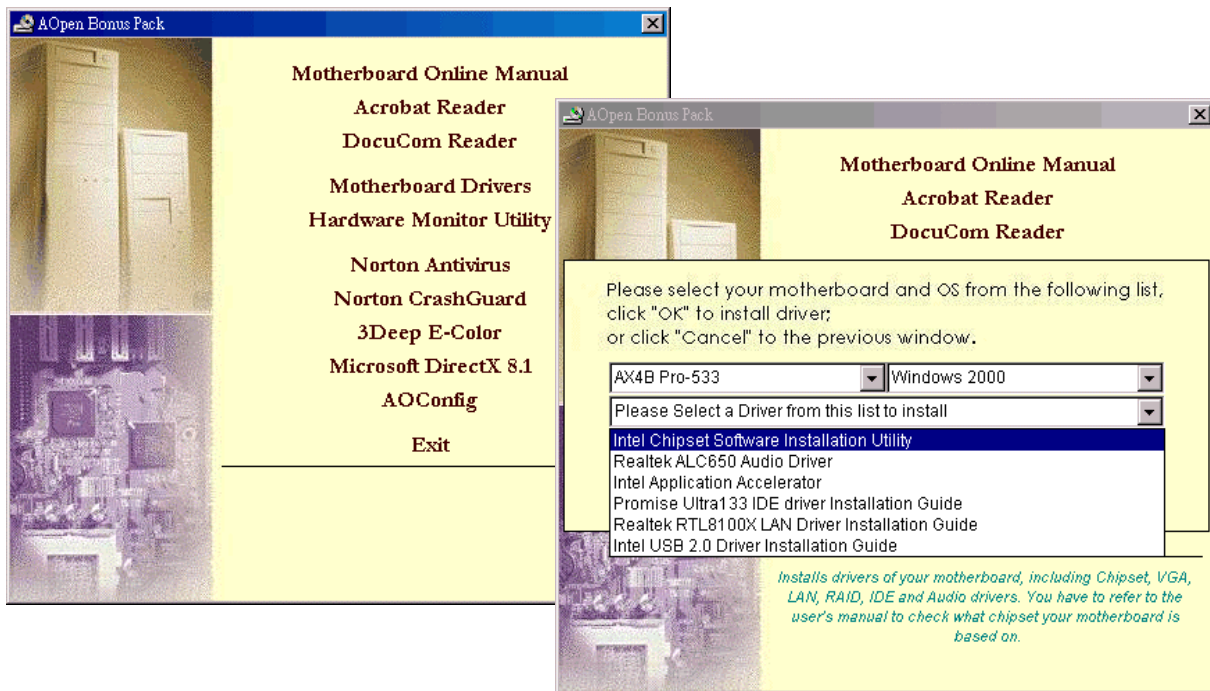 AOpen Bonus Pack
Motherboard Online Manual
Acrobat Reader
DocuCom Reader
Motherboard Drivers
Hardware Monitor Utility
Norton Antivirus
Norton CrashGuard
3Deep E-Color
Microsoft DirectX 8.1
AOConfig
Exit
AOpen Bonus Pack
Motherboard Online Manual
Acrobat Reader
DocuCom Reader
Please select your motherboard and OS from the following list,
click "OK" to install driver;
or click "Cancel" to the previous window.
AX4B Pro-533 Windows 2000
Please Select a Driver from this list to install
Intel Chipset Software Installation Utility
Realtek ALC650 Audio Driver
Intel Application Accelerator
Promise Ultra133 IDE driver Installation Guide
Realtek RTL8100X LAN Driver Installation Guide
Intel USB 2.0 Driver Installation Guide
Installs drivers of your motherboard, including Chipset, VGA,
LAN, RAID, IDE and Audio drivers. You have to refer to the
user's manual to check what chipset your motherboard is
based on.